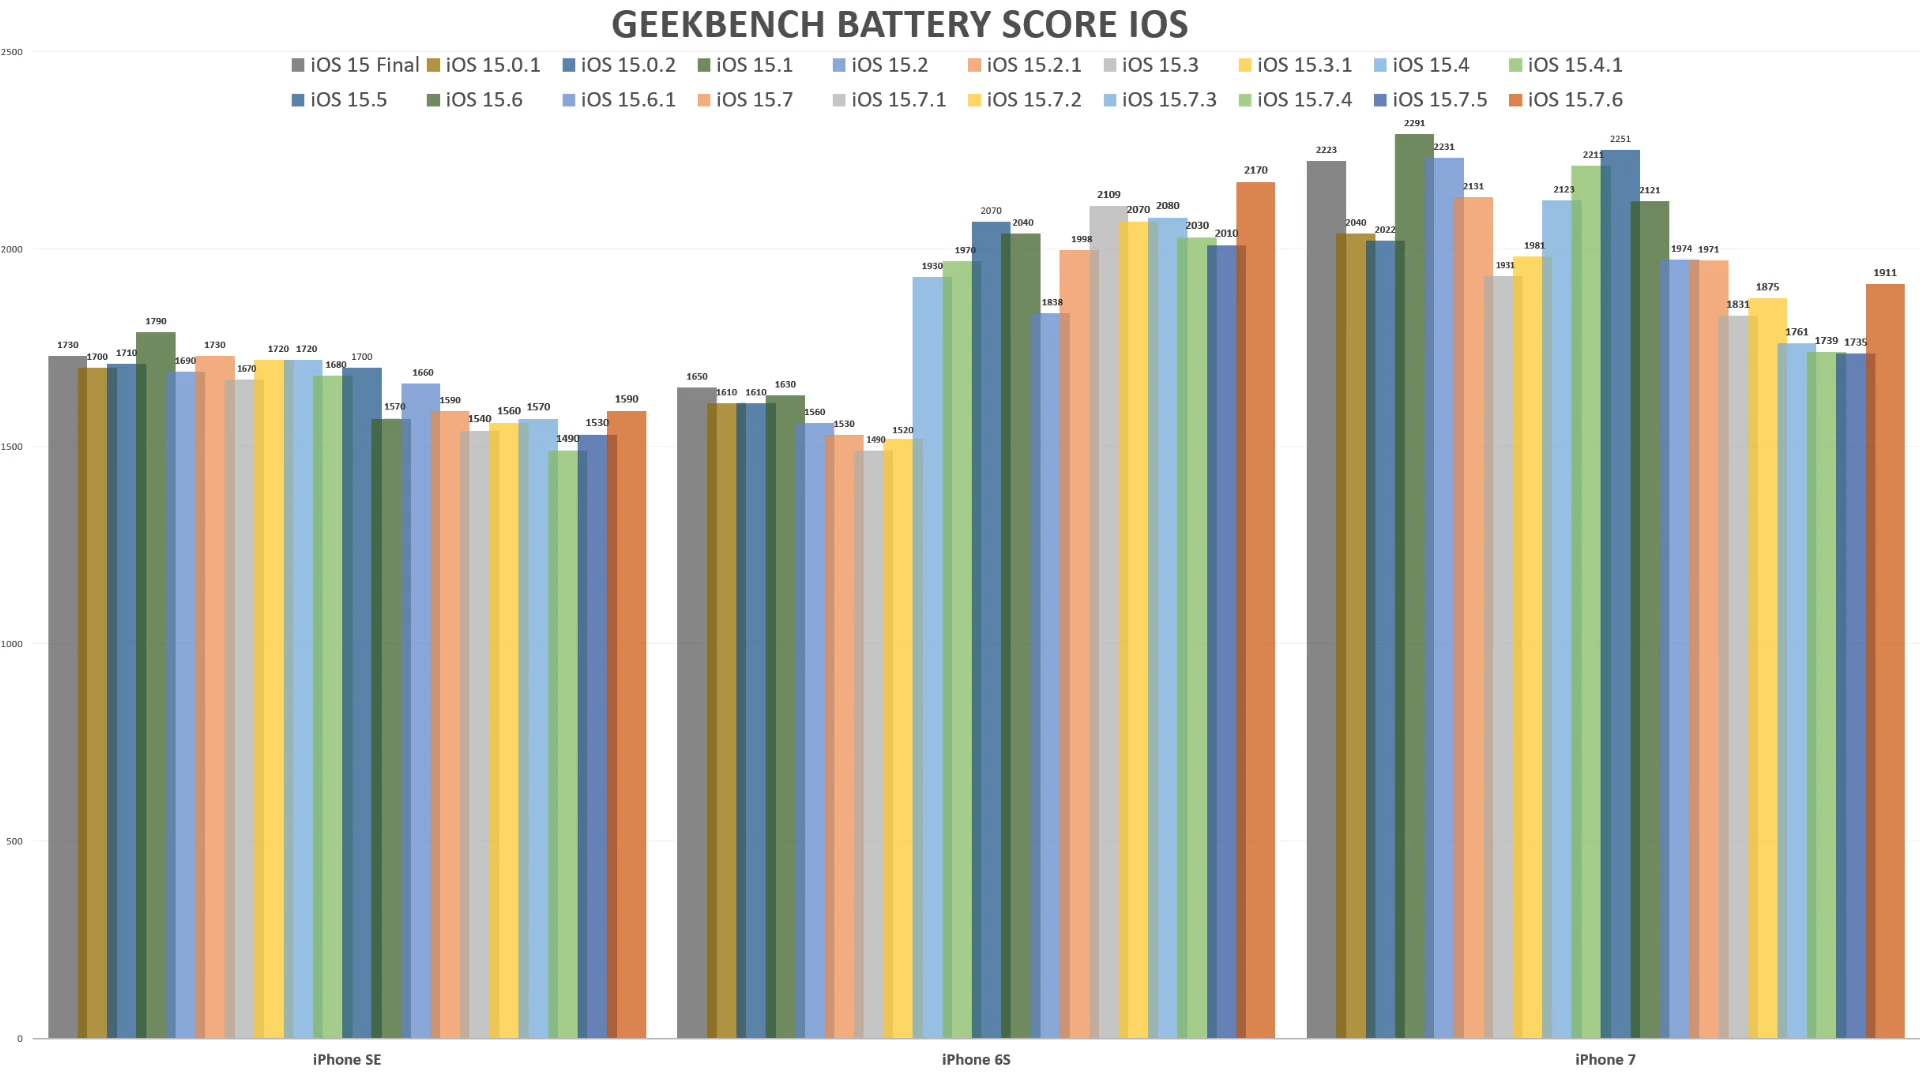 GEEKBENCH BATTERY SCORE IOS
iOS 15 Final iOS 15.0.1 iOS 15.0.2 iOS 15.1 iOS 15.2 iOS 15.2.1 iOS 15.3 iOS 15.3.1 iOS 15.4 iOS 15.4.1
iOS 15.5 iOS 15.6 iOS 15.6.1 iOS 15.7 iOS 15.7.1 iOS 15.7.2 iOS 15.7.3 iOS 15.7.4 iOS 15.7.5 iOS 15.7.6
2500
2000
1500
1000
500
0
1730 1700 1710 1790 1690 1730 1670 1720 1720 1680 1700 1570 1660 1590 1540 1560 1570 1490 1530 1590
1650 1610 1610 1630 1560 1530 1490 1520 1930 1970 2070 2040 1838 1998 2109 2070 2080 2030 2010 2170
2223 2040 2022 2291 2231 2131 1931 1981 2123 2211 2251 2121 1974 1971 1831 1875 1761 1739 1735 1911
iPhone SE iPhone 6S iPhone 7